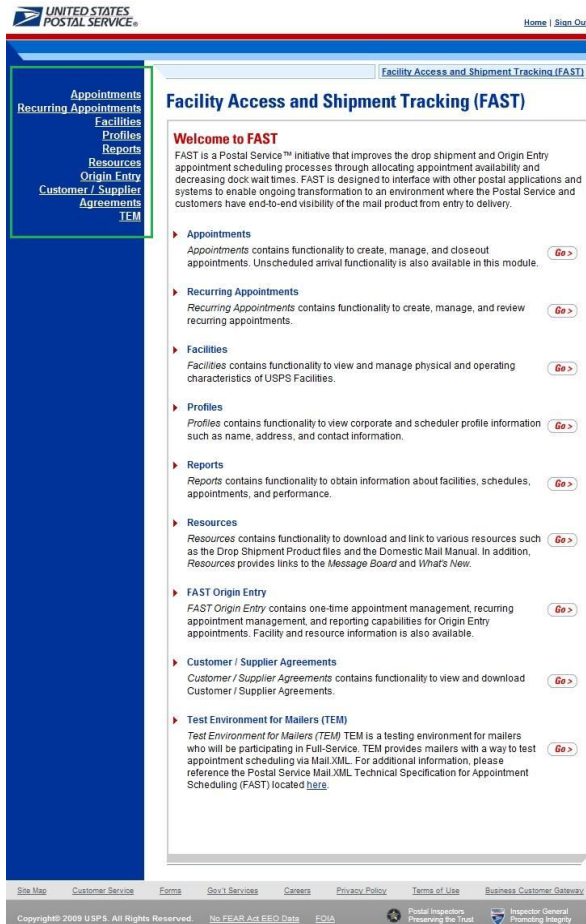 UNITED STATES
POSTAL SERVICE®
Home | Sign Ou
Facility Access and Shipment Tracking (FAST)
Appointments
Recurring Appointments
Facilities
Profiles
Reports
Resources
Origin Entry
Customer / Supplier
Agreements
TEM
Facility Access and Shipment Tracking (FAST)
Welcome to FAST
FAST is a Postal Service™ initiative that improves the drop shipment and Origin Entry
appointment scheduling processes through allocating appointment availability and
decreasing dock wait times. FAST is designed to interface with other postal applications and
systems to enable ongoing transformation to an environment where the Postal Service and
customers have end-to-end visibility of the mail product from entry to delivery.
Appointments
Appointments contains functionality to create, manage, and closeout
appointments. Unscheduled arrival functionality is also available in this module.
Go >
Recurring Appointments
Recurring Appointments contains functionality to create, manage, and review
recurring appointments.
Go >
Facilities
Facilities contains functionality to view and manage physical and operating
characteristics of USPS Facilities.
Go >
Profiles
Profiles contains functionality to view corporate and scheduler profile information
such as name, address, and contact information.
Go >
Reports
Reports contains functionality to obtain information about facilities, schedules,
appointments, and performance.
Go >
Resources
Resources contains functionality to download and link to various resources such
as the Drop Shipment Product files and the Domestic Mail Manual. In addition,
Resources provides links to the Message Board and What's New.
Go >
FAST Origin Entry
FAST Origin Entry contains one-time appointment management, recurring
appointment management, and reporting capabilities for Origin Entry
appointments. Facility and resource information is also available.
Go >
Customer / Supplier Agreements
Customer / Supplier Agreements contains functionality to view and download
Customer / Supplier Agreements.
Go >
Test Environment for Mailers (TEM)
Test Environment for Mailers (TEM) TEM is a testing environment for mailers
who will be participating in Full-Service. TEM provides mailers with a way to test
appointment scheduling via Mail.XML. For additional information, please
reference the Postal Service Mail.XML Technical Specification for Appointment
Scheduling (FAST) located here.
Go >
Site Map Customer Service Forms Gov't Services Careers Privacy Policy Terms of Use Business Customer Gateway
Copyright© 2009 USPS. All Rights Reserved. No FEAR Act EEO Data FOIA
Postal Inspectors
Preserving the Trust
Inspector General
Promoting Integrity